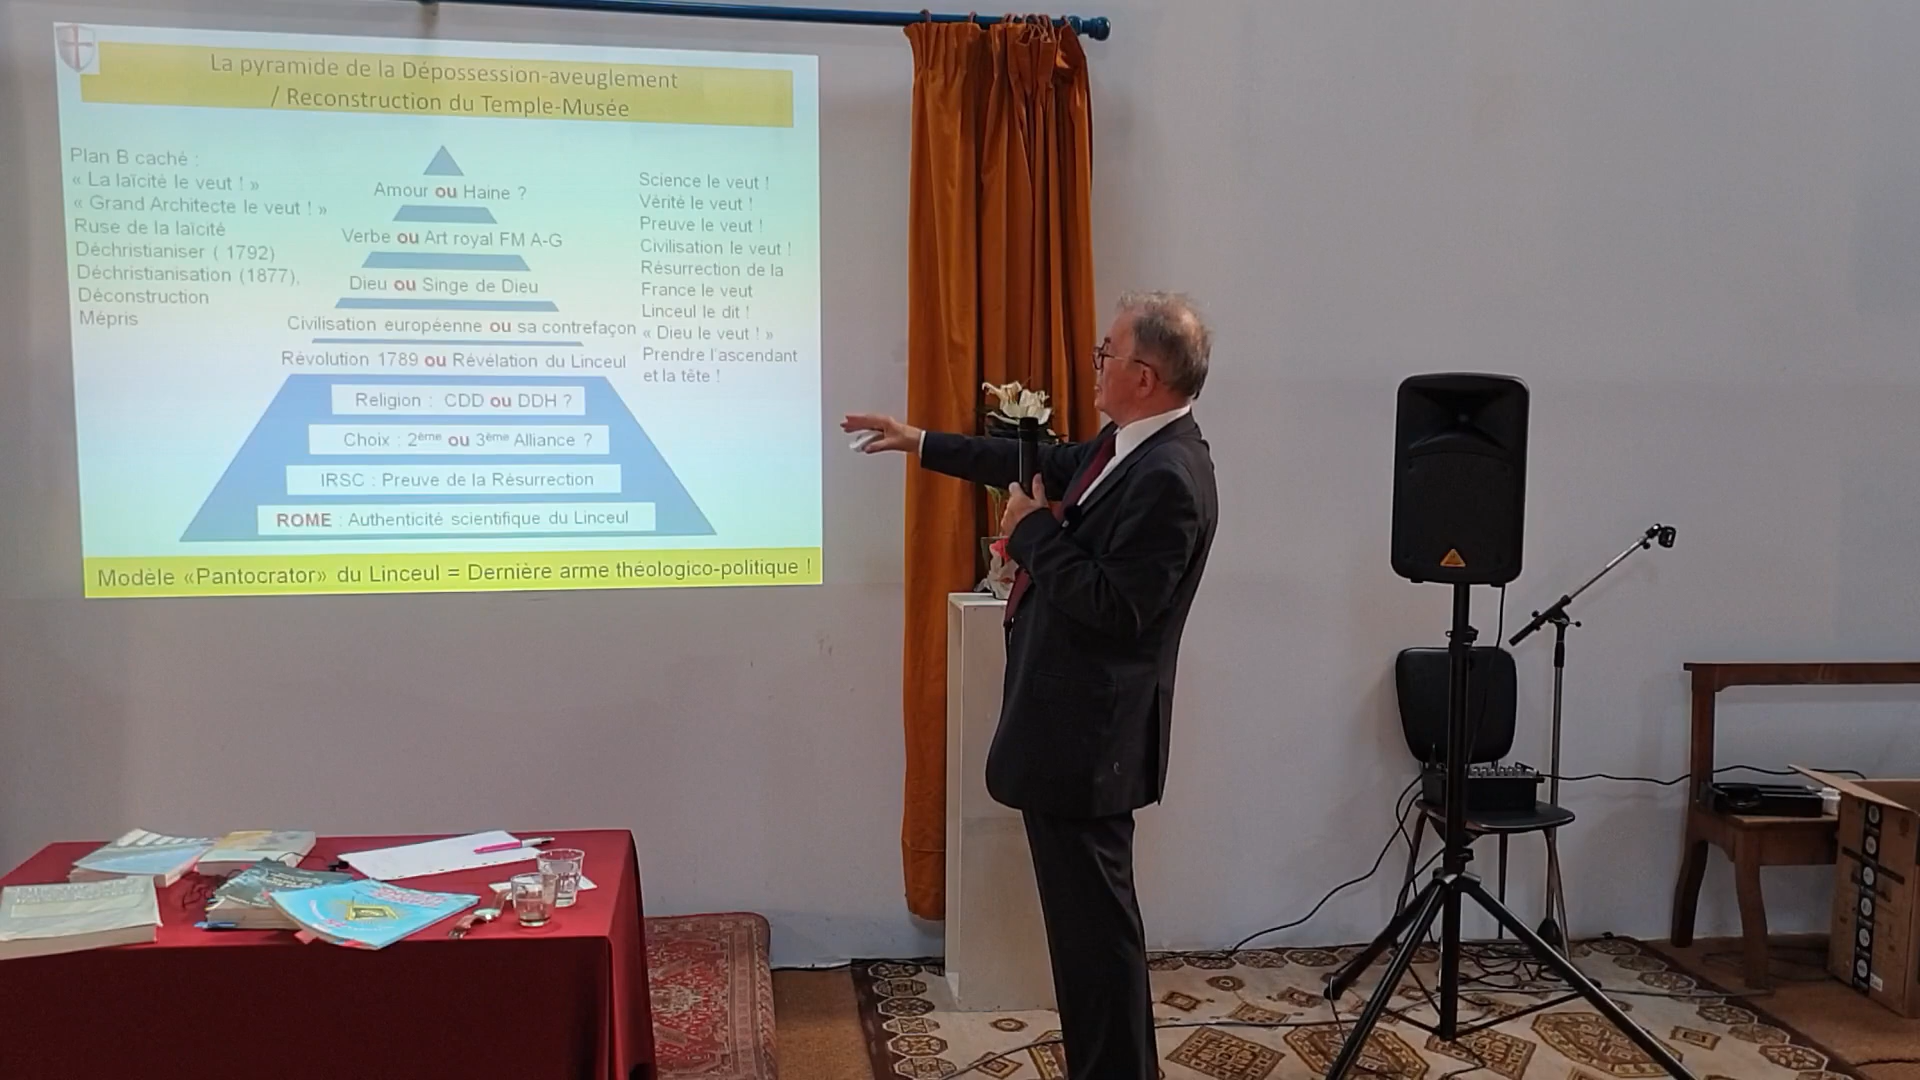 La pyramide de la Dépossession-aveuglement
/ Reconstruction du Temple-Musée
Plan B caché :
« La laïcité le veut ! »
« Grand Architecte le veut ! »
Ruse de la laïcité
Déchristianiser ( 1792)
Déchristianisation (1877),
Déconstruction
Mépris
Amour ou Haine ?
Verbe ou Art royal FM A-G
Dieu ou Singe de Dieu
Civilisation européenne ou sa contrefaçon
Révolution 1789 ou Révélation du Linceul
Religion : CDD ou DDH ?
Choix : 2ème ou 3ème Alliance ?
IRSC : Preuve de la Résurrection
ROME : Authenticité scientifique du Linceul
Science le veut !
Vérité le veut !
Preuve le veut !
Civilisation le veut !
Résurrection de la
France le veut
Linceul le dit !
« Dieu le veut ! »
Prendre l'ascendant
et la tête !
Modèle «Pantocrator» du Linceul = Dernière arme théologico-politique !